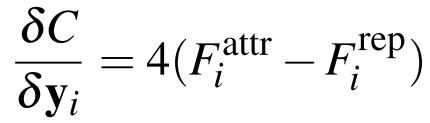 δC/δy_i = 4(F_i^attr − F_i^rep)